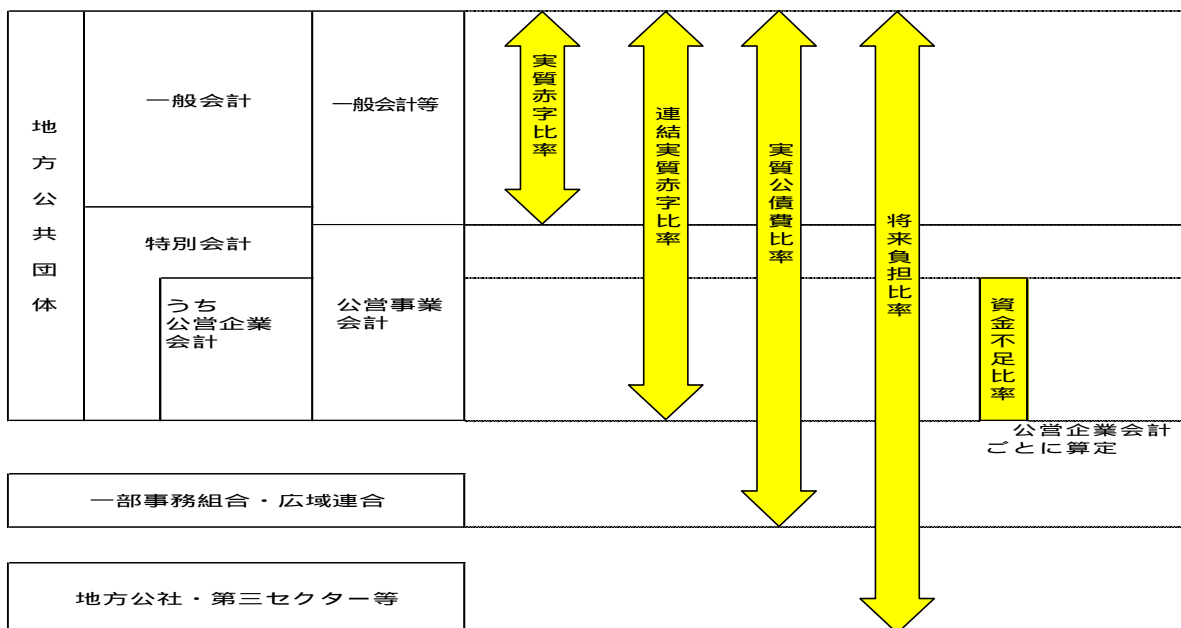 地方公共団体
一般会計
一般会計等
特別会計
うち
公営企業
会計
公営事業
会計
実質赤字比率
連結実質赤字比率
実質公債費比率
将来負担比率
資金不足比率
公営企業会計
ごとに算定
一部事務組合・広域連合
地方公社・第三セクター等